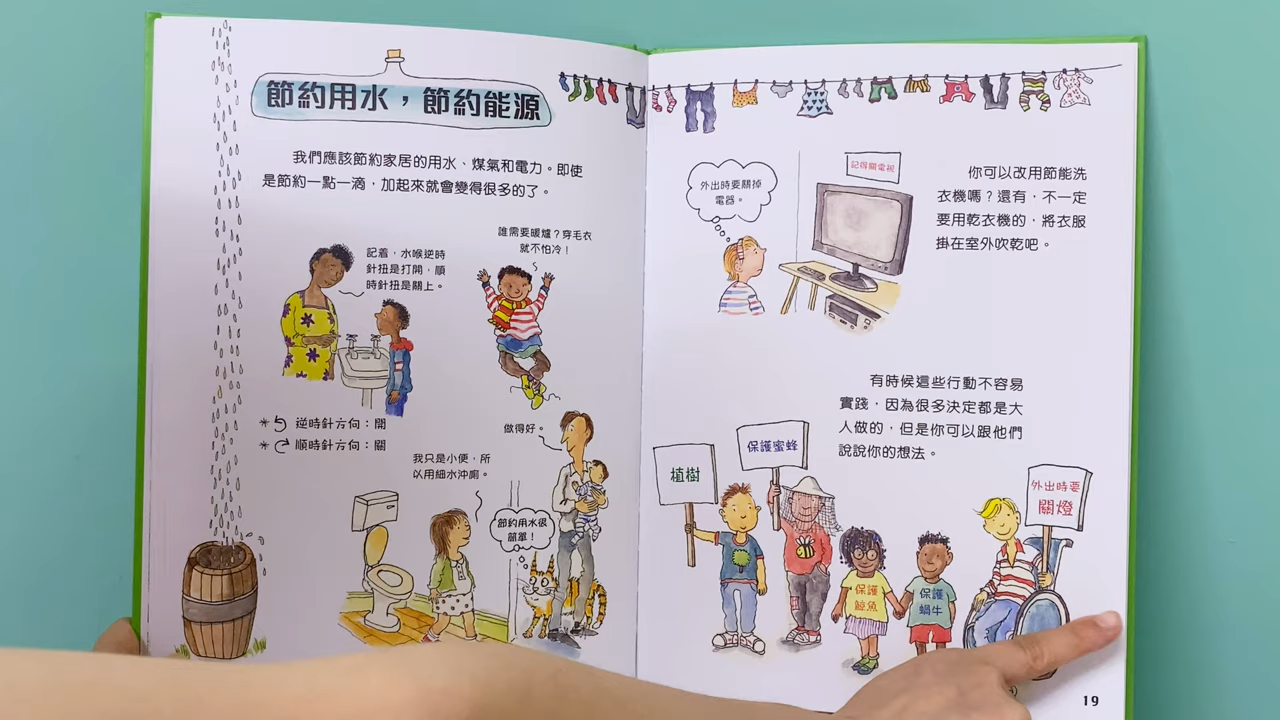 節約用水，節約能源
我們應該節約家居的用水、煤氣和電力。即使
是節約一點一滴，加起來就會變得很多的了。
記着，水喉逆時
針扭是打開，順
時針扭是關上。
誰需要暖爐？穿毛衣
就不怕冷！
*逆時針方向：開
*順時針方向：關
我只是小便，所
以用細水沖廁。
做得好。
節約用水很
簡單！
外出時要關掉
電器。
記得關電視
你可以改用節能洗
衣機嗎？還有，不一定
要用乾衣機的，將衣服
掛在室外吹乾吧。
有時候這些行動不容易
實踐，因為很多決定都是大
人做的，但是你可以跟他們
說說你的想法。
植樹
保護蜜蜂
保護
鯨魚
保護
蝸牛
外出時要
關燈
19